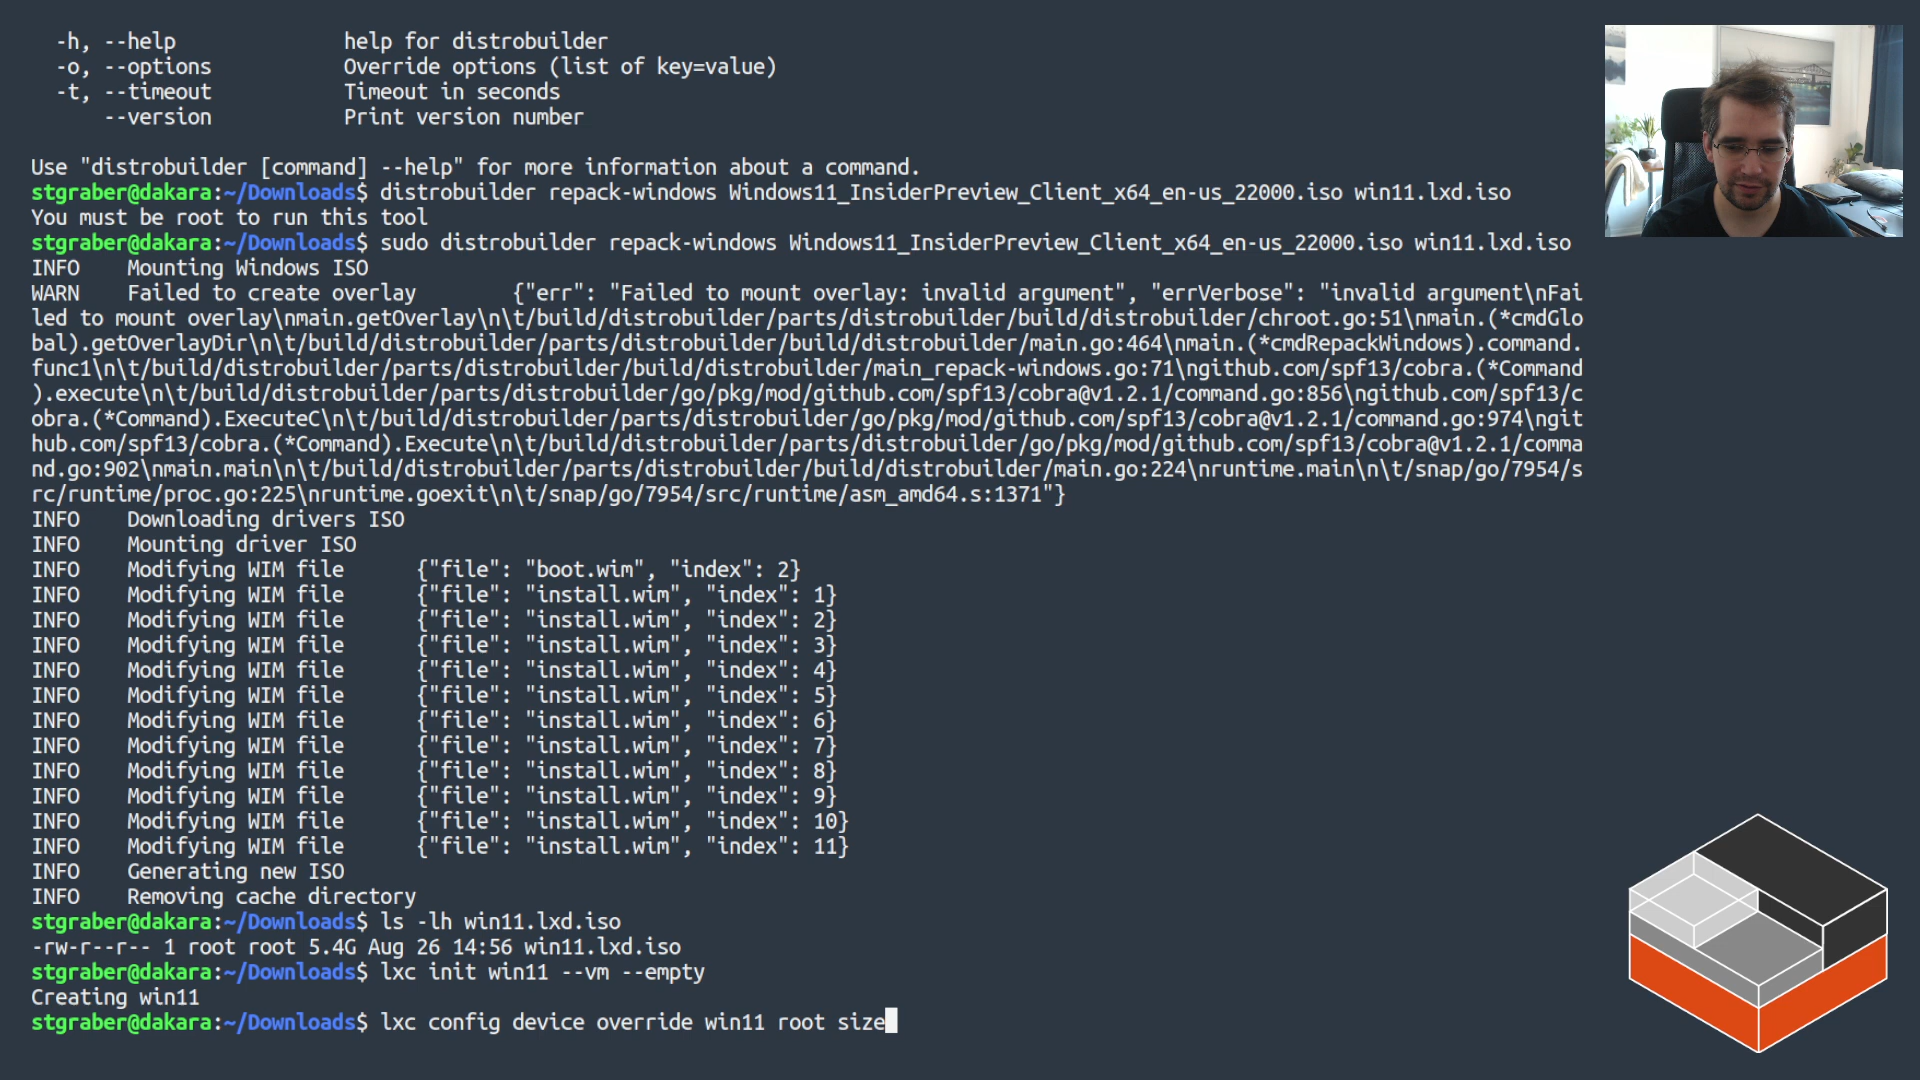 -h, --help              help for distrobuilder
-o, --options           Override options (list of key=value)
-t, --timeout           Timeout in seconds
--version           Print version number
Use "distrobuilder [command] --help" for more information about a command.
stgraber@dakara:~/Downloads$ distrobuilder repack-windows Windows11_InsiderPreview_Client_x64_en-us_22000.iso win11.lxd.iso
You must be root to run this tool
stgraber@dakara:~/Downloads$ sudo distrobuilder repack-windows Windows11_InsiderPreview_Client_x64_en-us_22000.iso win11.lxd.iso
INFO    Mounting Windows ISO
WARN    Failed to create overlay        {"err": "Failed to mount overlay: invalid argument", "errVerbose": "invalid argument\nFai
led to mount overlay\nmain.getOverlay\n\t/build/distrobuilder/parts/distrobuilder/build/distrobuilder/chroot.go:51\nmain.(*cmdGlo
bal).getOverlayDir\n\t/build/distrobuilder/parts/distrobuilder/build/distrobuilder/main.go:464\nmain.(*cmdRepackWindows).command.
func1\n\t/build/distrobuilder/parts/distrobuilder/build/distrobuilder/main_repack-windows.go:71\ngithub.com/spf13/cobra.(*Command
).execute\n\t/build/distrobuilder/parts/distrobuilder/go/pkg/mod/github.com/spf13/cobra@v1.2.1/command.go:856\ngithub.com/spf13/c
obra.(*Command).ExecuteC\n\t/build/distrobuilder/parts/distrobuilder/go/pkg/mod/github.com/spf13/cobra@v1.2.1/command.go:974\ngit
hub.com/spf13/cobra.(*Command).Execute\n\t/build/distrobuilder/parts/distrobuilder/go/pkg/mod/github.com/spf13/cobra@v1.2.1/comma
nd.go:902\nmain.main\n\t/build/distrobuilder/parts/distrobuilder/build/distrobuilder/main.go:224\nruntime.main\n\t/snap/go/7954/s
rc/runtime/proc.go:225\nruntime.goexit\n\t/snap/go/7954/src/runtime/asm_amd64.s:1371"}
INFO    Downloading drivers ISO
INFO    Mounting driver ISO
INFO    Modifying WIM file      {"file": "boot.wim", "index": 2}
INFO    Modifying WIM file      {"file": "install.wim", "index": 1}
INFO    Modifying WIM file      {"file": "install.wim", "index": 2}
INFO    Modifying WIM file      {"file": "install.wim", "index": 3}
INFO    Modifying WIM file      {"file": "install.wim", "index": 4}
INFO    Modifying WIM file      {"file": "install.wim", "index": 5}
INFO    Modifying WIM file      {"file": "install.wim", "index": 6}
INFO    Modifying WIM file      {"file": "install.wim", "index": 7}
INFO    Modifying WIM file      {"file": "install.wim", "index": 8}
INFO    Modifying WIM file      {"file": "install.wim", "index": 9}
INFO    Modifying WIM file      {"file": "install.wim", "index": 10}
INFO    Modifying WIM file      {"file": "install.wim", "index": 11}
INFO    Generating new ISO
INFO    Removing cache directory
stgraber@dakara:~/Downloads$ ls -lh win11.lxd.iso
-rw-r--r-- 1 root root 5.4G Aug 26 14:56 win11.lxd.iso
stgraber@dakara:~/Downloads$ lxc init win11 --vm --empty
Creating win11
stgraber@dakara:~/Downloads$ lxc config device override win11 root size